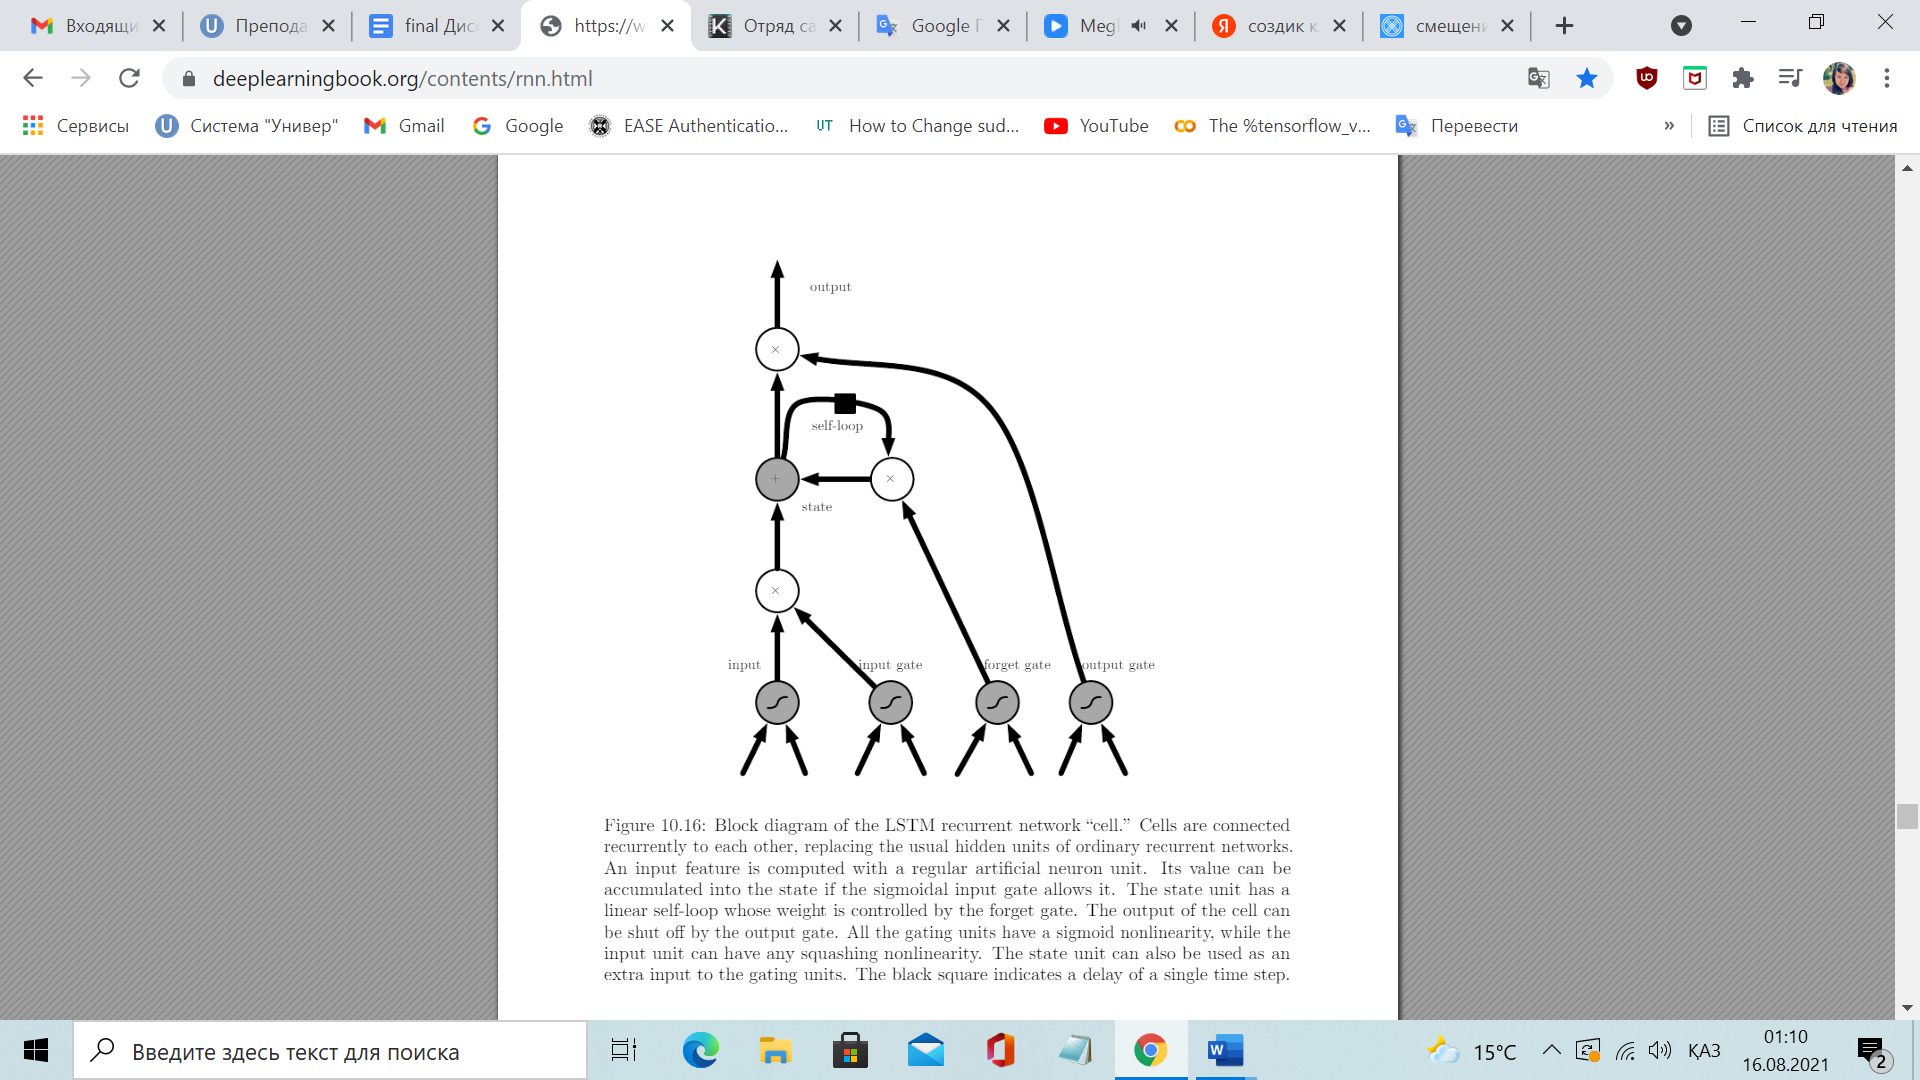 Входящи
Препода
final Дис
https://w
Отряд са
Google П
Meg
создик к
смещени
deeplearningbook.org/contents/rnn.html
Сервисы
Система "Универ"
Gmail
Google
EASE Authenticatio...
How to Change sud...
YouTube
The %tensorflow_v...
Перевести
»
Список для чтения
output
×
self-loop
+
×
state
×
input
input gate
forget gate
output gate
Figure 10.16: Block diagram of the LSTM recurrent network “cell.” Cells are connected
recurrently to each other, replacing the usual hidden units of ordinary recurrent networks.
An input feature is computed with a regular artificial neuron unit. Its value can be
accumulated into the state if the sigmoidal input gate allows it. The state unit has a
linear self-loop whose weight is controlled by the forget gate. The output of the cell can
be shut off by the output gate. All the gating units have a sigmoid nonlinearity, while the
input unit can have any squashing nonlinearity. The state unit can also be used as an
extra input to the gating units. The black square indicates a delay of a single time step.
Введите здесь текст для поиска
15°C
ҚАЗ
01:10
16.08.2021
2